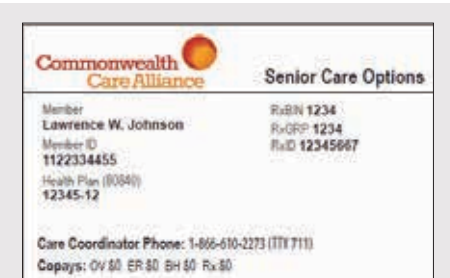 Commonwealth
Care Alliance
Senior Care Options
Member
Lawrence W. Johnson
Member ID
1122334455
Health Plan (80840)
12345-12
RxBIN 1234
RxGRP 1234
RxID 12345667
Care Coordinator Phone: 1-866-610-2273 (TTY 711)
Copays: OV $0 ER $0 BH $0 Rx $0